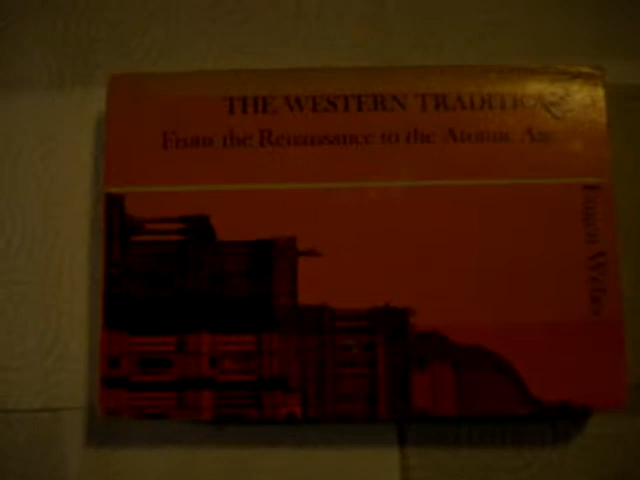 THE WESTERN TRADITION
From the Renaissance to the Atomic Age
Eugen Weber